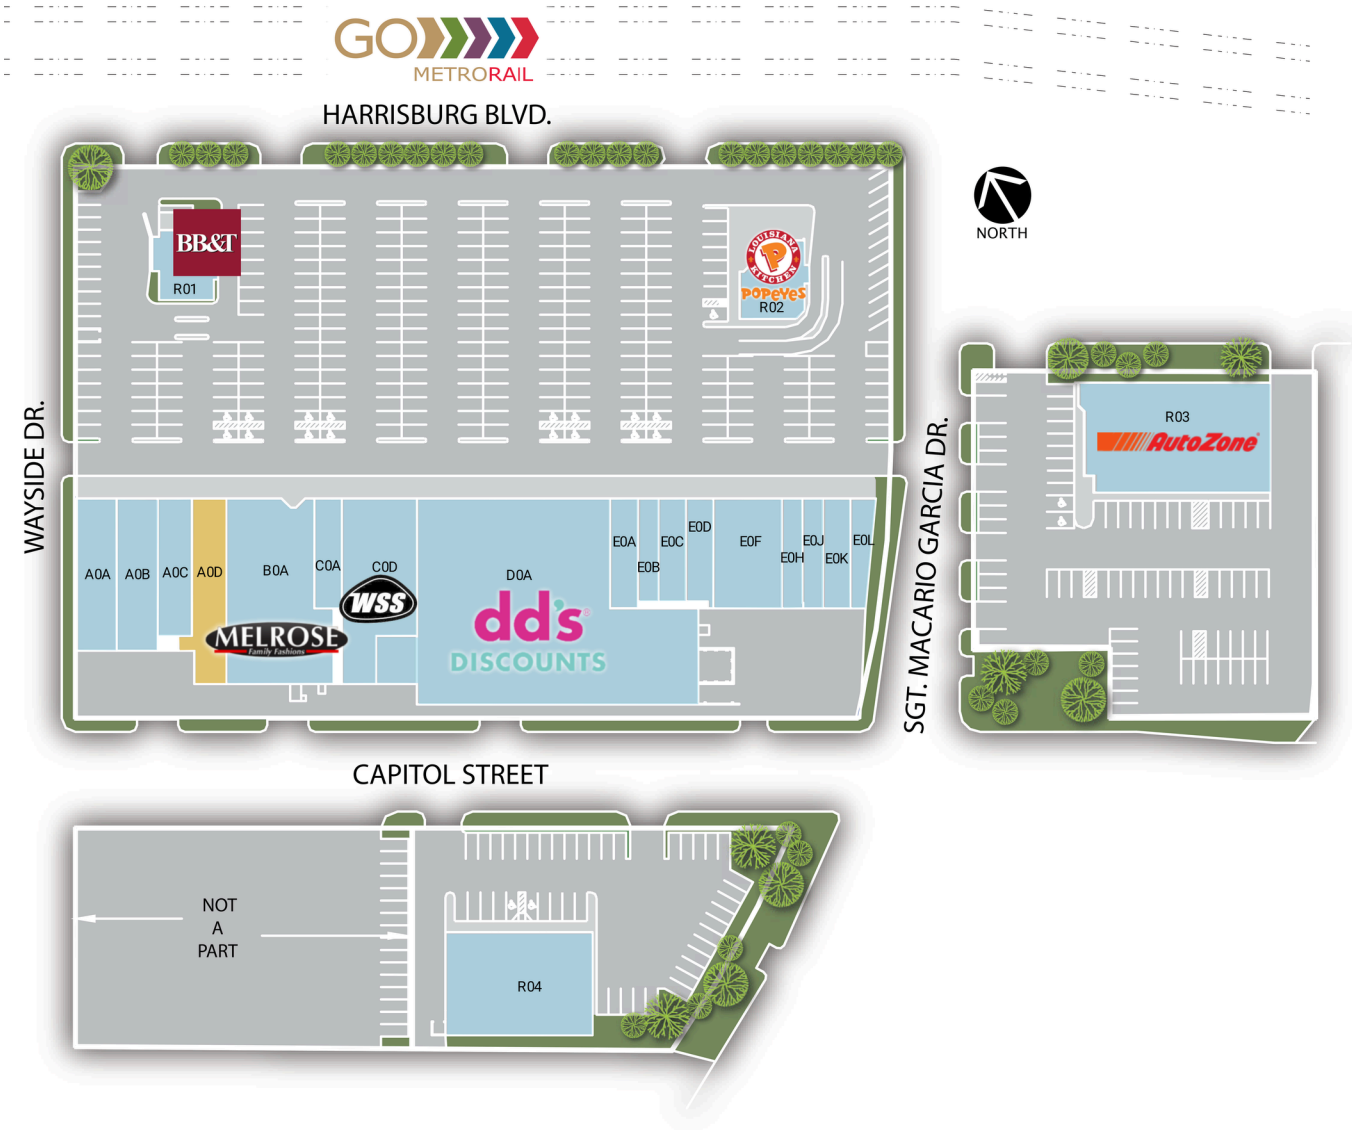 GO
METRORAIL
HARRISBURG BLVD.
NORTH
BB&T
R01
LOUISIANA
KITCHEN
P
POPEYES
R02
WAYSIDE DR.
SGT. MACARIO GARCIA DR.
R03
AutoZone
A0A
A0B
A0C
A0D
B0A
C0A
C0D
D0A
E0A
E0B
E0C
E0D
E0F
E0H
E0J
E0K
E0L
WSS
MELROSE
Family Fashions
dd's
DISCOUNTS
CAPITOL STREET
NOT
A
PART
R04